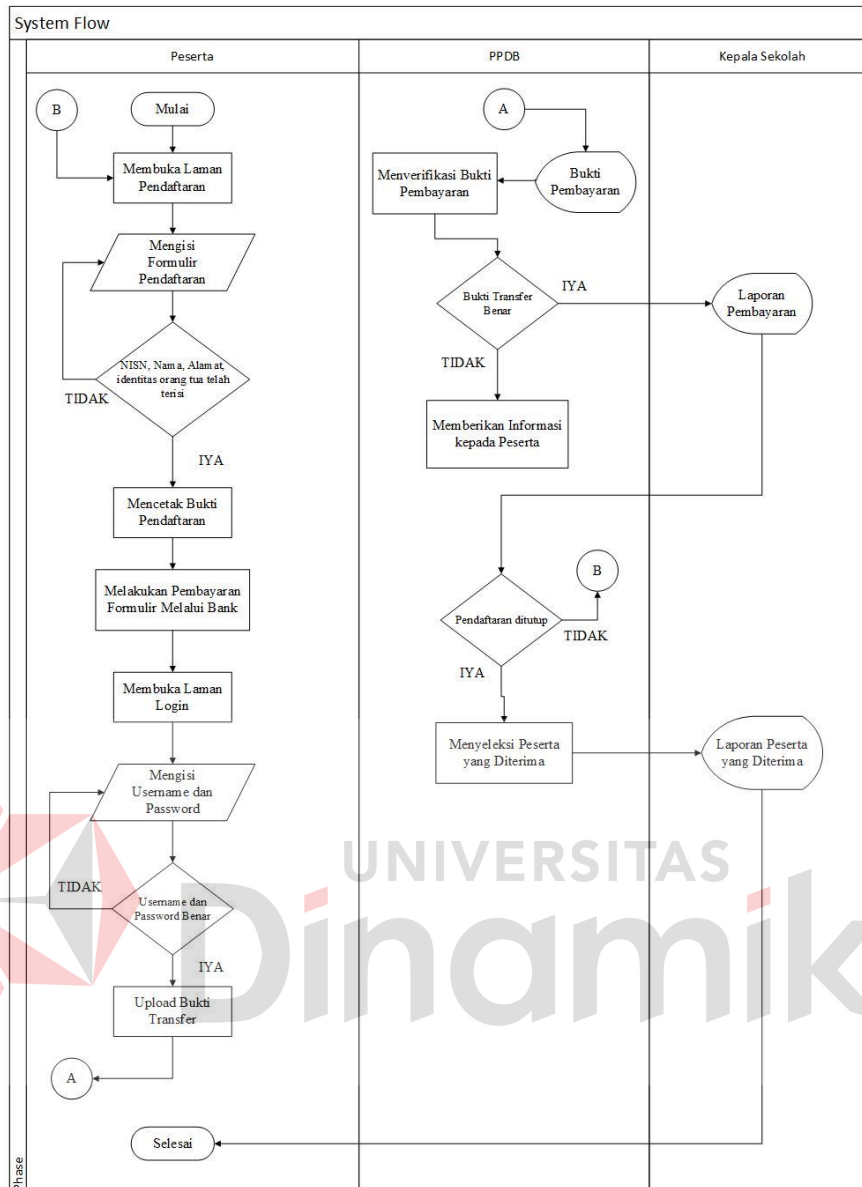 System Flow
Peserta
PPDB
Kepala Sekolah
B
Mulai
Membuka Laman
Pendaftaran
Mengisi
Formulir
Pendaftaran
NISN, Nama, Alamat,
identitas orang tua telah
terisi
TIDAK
IYA
Mencetak Bukti
Pendaftaran
Melakukan Pembayaran
Formulir Melalui Bank
Membuka Laman
Login
Mengisi
Username dan
Password
TIDAK
Username dan
Password Benar
IYA
Upload Bukti
Transfer
A
Selesai
A
Bukti
Pembayaran
Menverifikasi Bukti
Pembayaran
Bukti Transfer
Benar
IYA
TIDAK
Memberikan Informasi
kepada Peserta
Pendaftaran ditutup
B
TIDAK
IYA
Menyeleksi Peserta
yang Diterima
Laporan
Pembayaran
Laporan Peserta
yang Diterima
Phase
UNIVERSITAS
Dinamik